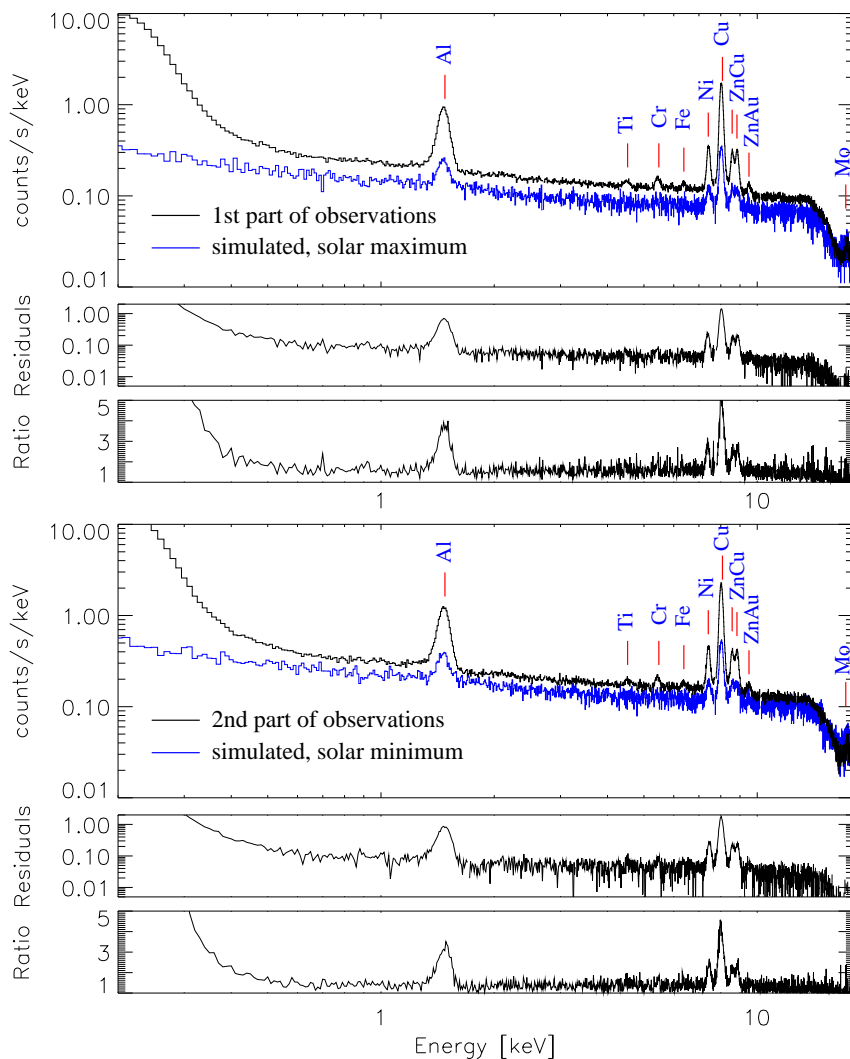 10.00
1.00
0.10
0.01
counts/s/keV
Al
Ti
Cr
Fe
Ni
Cu
ZnCu
ZnAu
Mo
1st part of observations
simulated, solar maximum
1.00
0.10
0.01
Residuals
5
3
1
Ratio
1
10
10.00
1.00
0.10
0.01
counts/s/keV
Al
Ti
Cr
Fe
Ni
Cu
ZnCu
ZnAu
Mo
2nd part of observations
simulated, solar minimum
1.00
0.10
0.01
Residuals
5
3
1
Ratio
1
10
Energy [keV]